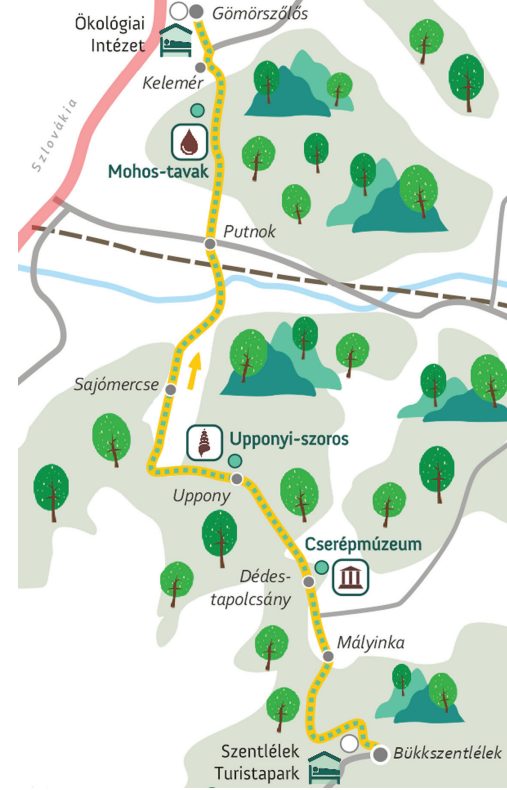 Gömörszőlős
Ökológiai
Intézet
Kelemér
Szlovákia
Mohos-tavak
Putnok
Sajómercse
Upponyi-szoros
Uppony
Cserépmúzeum
Dédes-
tapolcsány
Mályinka
Szentlélek
Turistapark
Bükkszentlélek